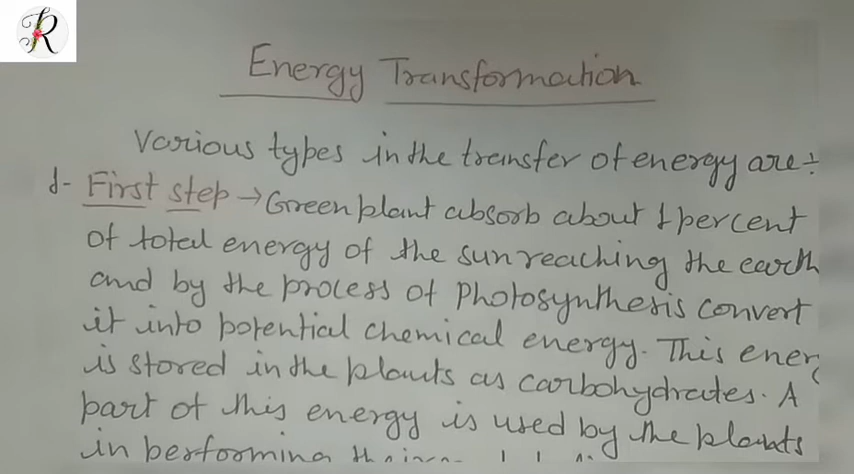 R
Energy Transformation
Various types in the transfer of energy are ÷
1- First step → Green plant absorb about 1 percent
of total energy of the sun reaching the earth
and by the process of Photosynthesis convert
it into potential chemical energy. This ener
is stored in the plants as carbohydrates. A
part of this energy is used by the plants
in performing